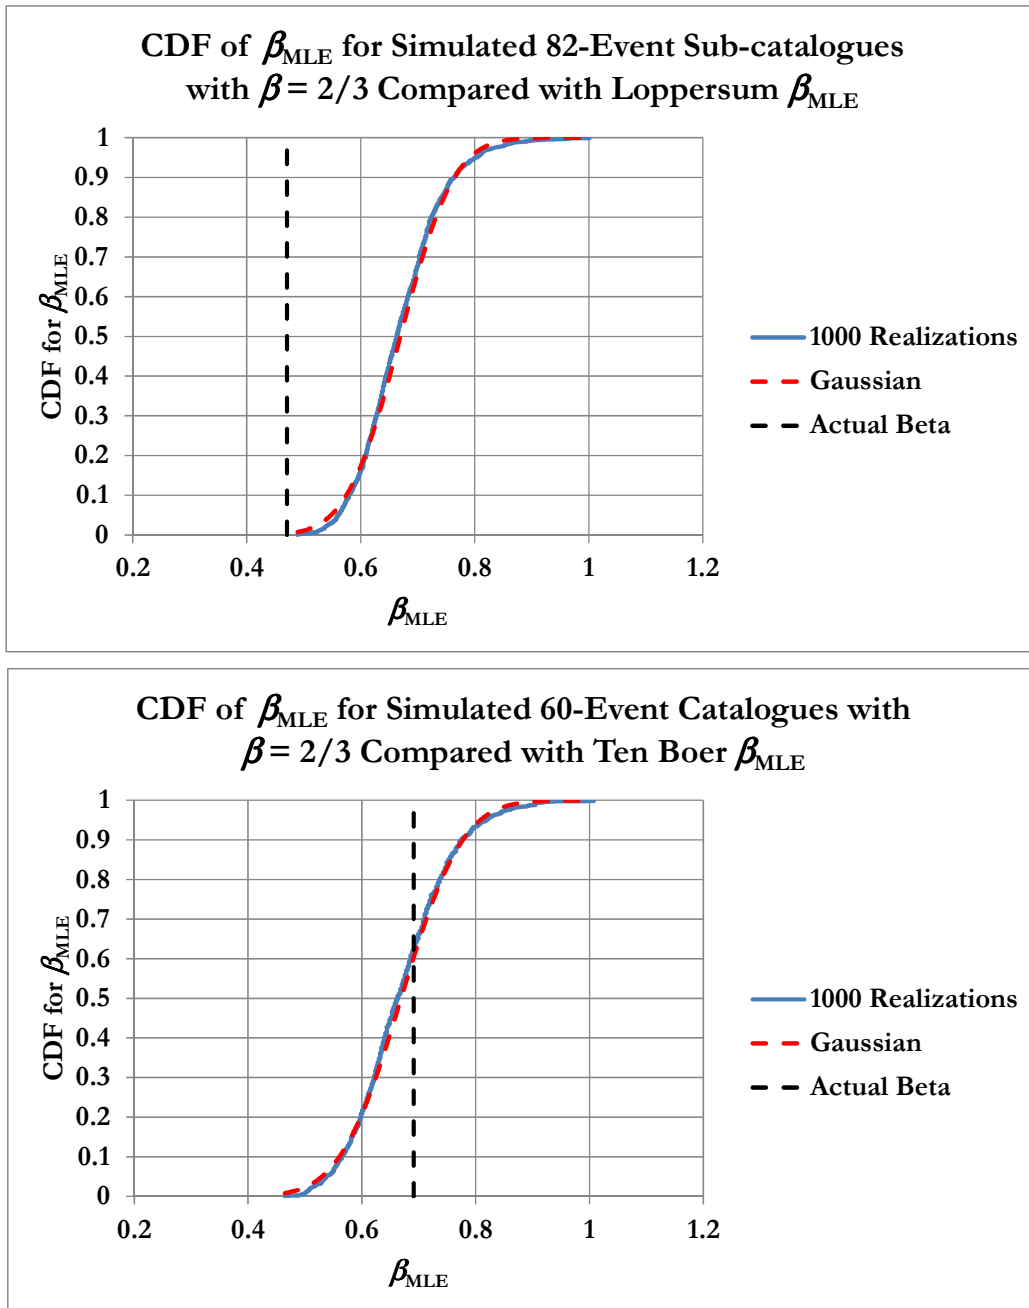 CDF of βMLE for Simulated 82-Event Sub-catalogues
with β = 2/3 Compared with Loppersum βMLE
1
0.9
0.8
0.7
0.6
0.5
0.4
0.3
0.2
0.1
0
CDF for βMLE
0.2 0.4 0.6 0.8 1 1.2
βMLE
1000 Realizations
Gaussian
Actual Beta
CDF of βMLE for Simulated 60-Event Catalogues with
β = 2/3 Compared with Ten Boer βMLE
1
0.9
0.8
0.7
0.6
0.5
0.4
0.3
0.2
0.1
0
CDF for βMLE
0.2 0.4 0.6 0.8 1 1.2
βMLE
1000 Realizations
Gaussian
Actual Beta